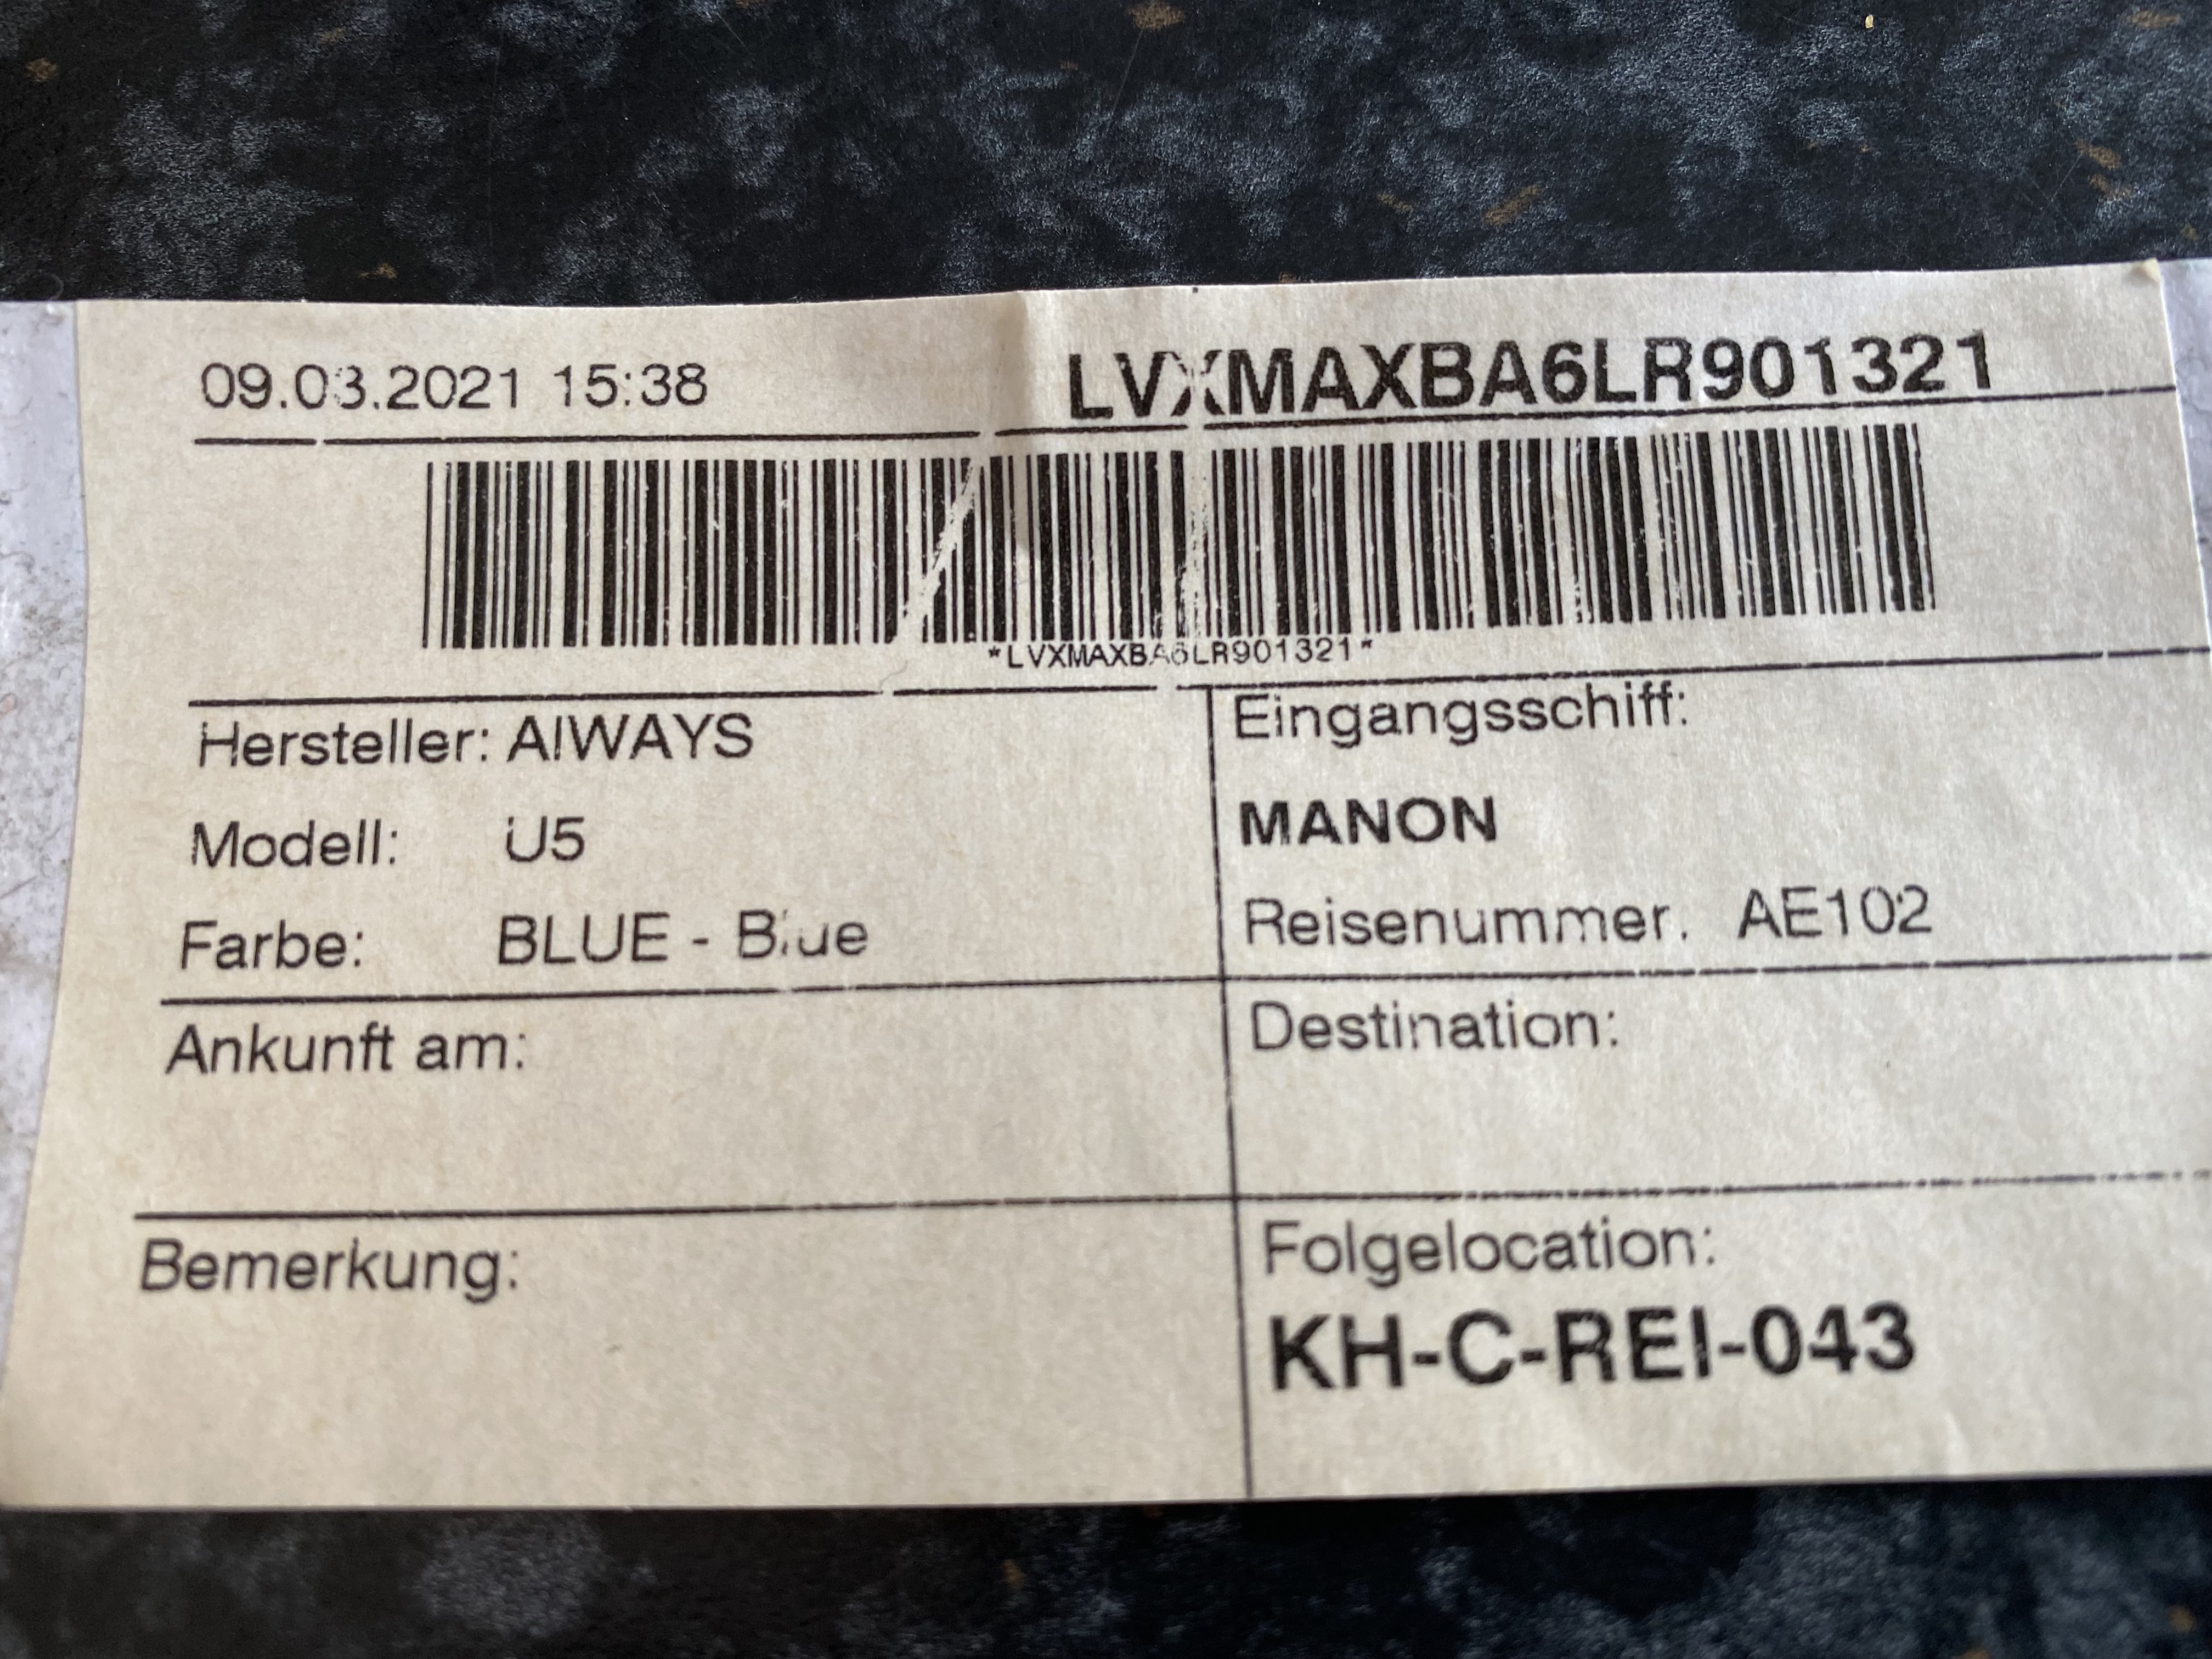 09.03.2021 15:38
LVXMAXBA6LR901321
*LVXMAXBA6LR901321*
Hersteller: AIWAYS
Modell: U5
Farbe: BLUE - Blue
Eingangsschiff:
MANON
Reisenummer. AE102
Ankunft am:
Destination:
Bemerkung:
Folgelocation:
KH-C-REI-043